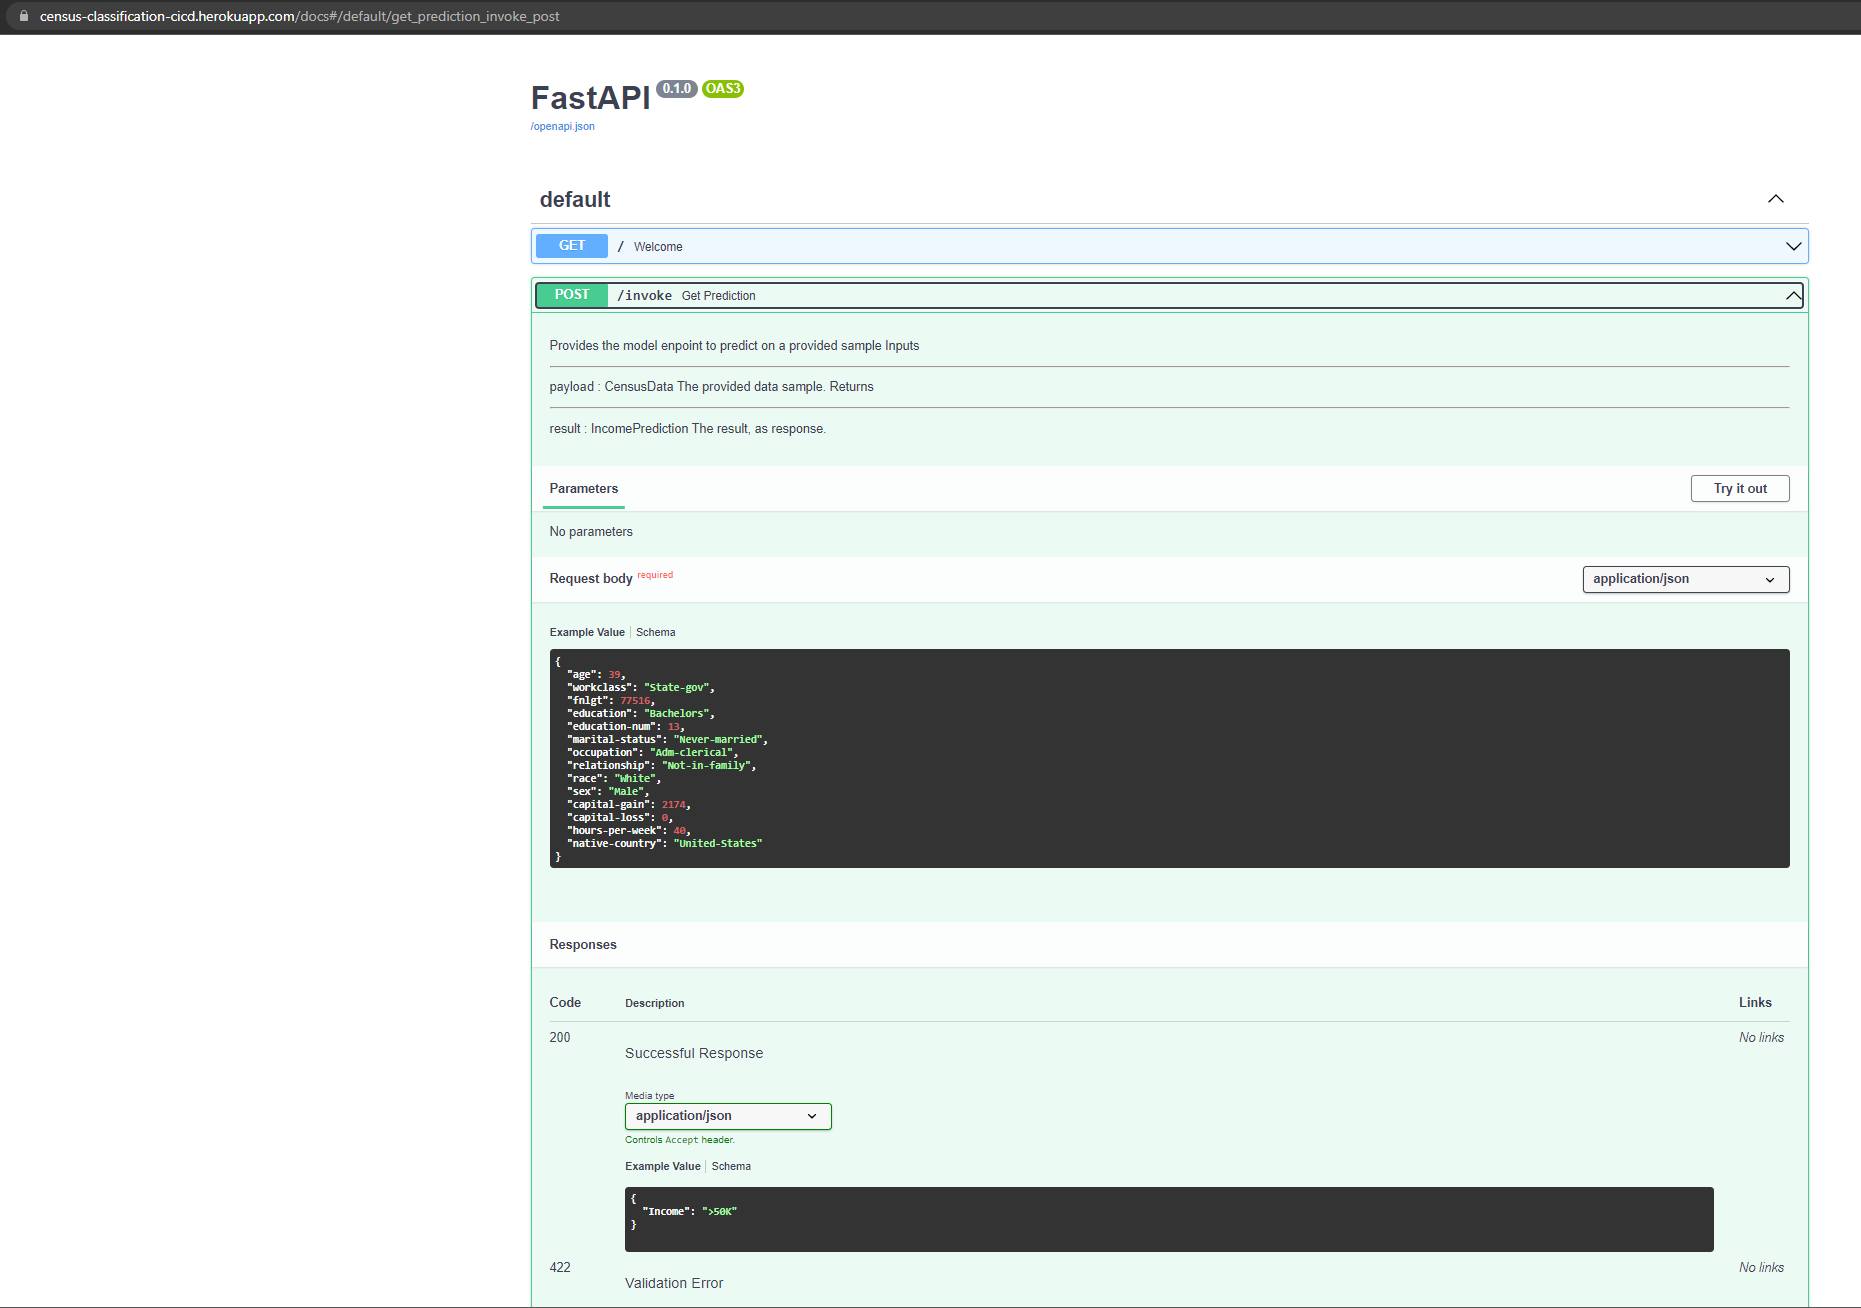 census-classification-cicd.herokuapp.com/docs#/default/get_prediction_invoke_post
FastAPI 0.1.0 OAS3
/openapi.json
default
GET / Welcome
POST /invoke Get Prediction
Provides the model enpoint to predict on a provided sample Inputs
payload : CensusData The provided data sample. Returns
result : IncomePrediction The result, as response.
Parameters
Try it out
No parameters
Request body required
application/json
Example Value | Schema
{
"age": 39,
"workclass": "State-gov",
"fnlgt": 77516,
"education": "Bachelors",
"education-num": 13,
"marital-status": "Never-married",
"occupation": "Adm-clerical",
"relationship": "Not-in-family",
"race": "White",
"sex": "Male",
"capital-gain": 2174,
"capital-loss": 0,
"hours-per-week": 40,
"native-country": "United-States"
}
Responses
Code Description Links
200 No links
Successful Response
Media type
application/json
Controls Accept header.
Example Value | Schema
{
"Income": ">50K"
}
422 No links
Validation Error